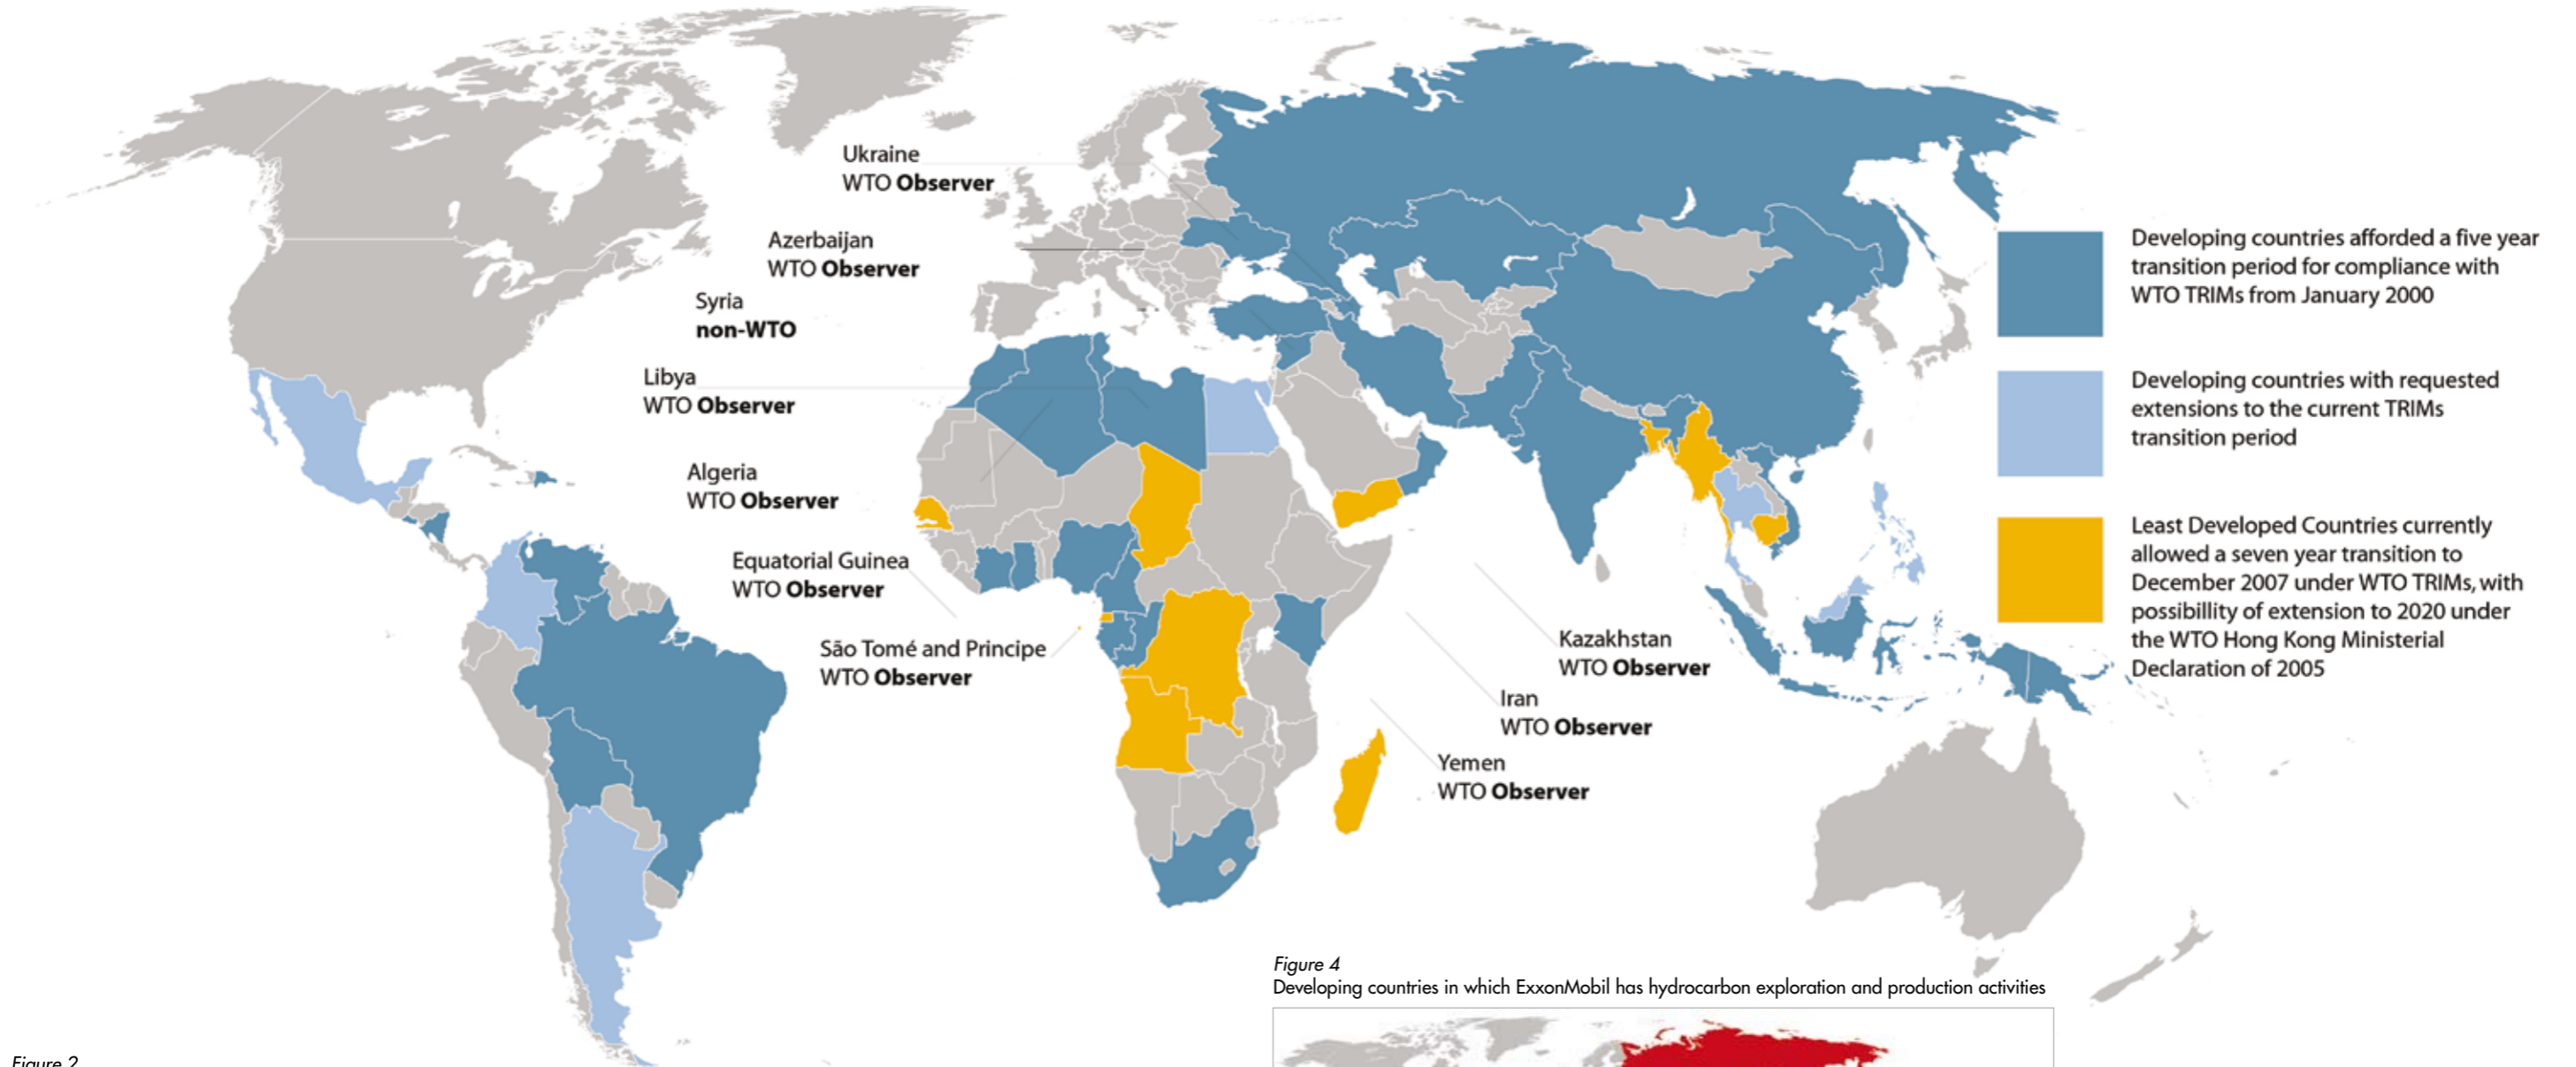 Ukraine
WTO Observer
Azerbaijan
WTO Observer
Syria
non-WTO
Libya
WTO Observer
Algeria
WTO Observer
Equatorial Guinea
WTO Observer
São Tomé and Principe
WTO Observer
Kazakhstan
WTO Observer
Iran
WTO Observer
Yemen
WTO Observer
Developing countries afforded a five year
transition period for compliance with
WTO TRIMs from January 2000
Developing countries with requested
extensions to the current TRIMs
transition period
Least Developed Countries currently
allowed a seven year transition to
December 2007 under WTO TRIMs, with
possibillity of extension to 2020 under
the WTO Hong Kong Ministerial
Declaration of 2005
Figure 4
Developing countries in which ExxonMobil has hydrocarbon exploration and production activities
Figure 2